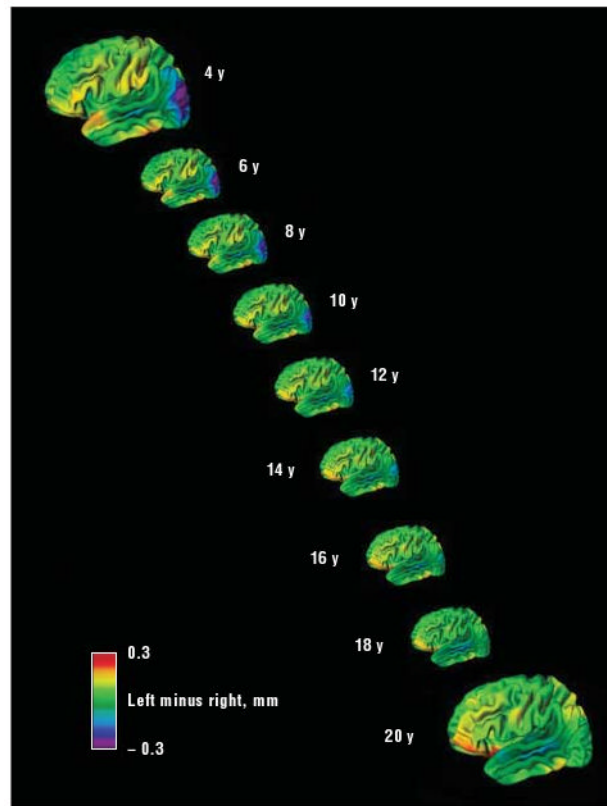 4 y
6 y
8 y
10 y
12 y
14 y
16 y
18 y
0.3
Left minus right, mm
– 0.3
20 y